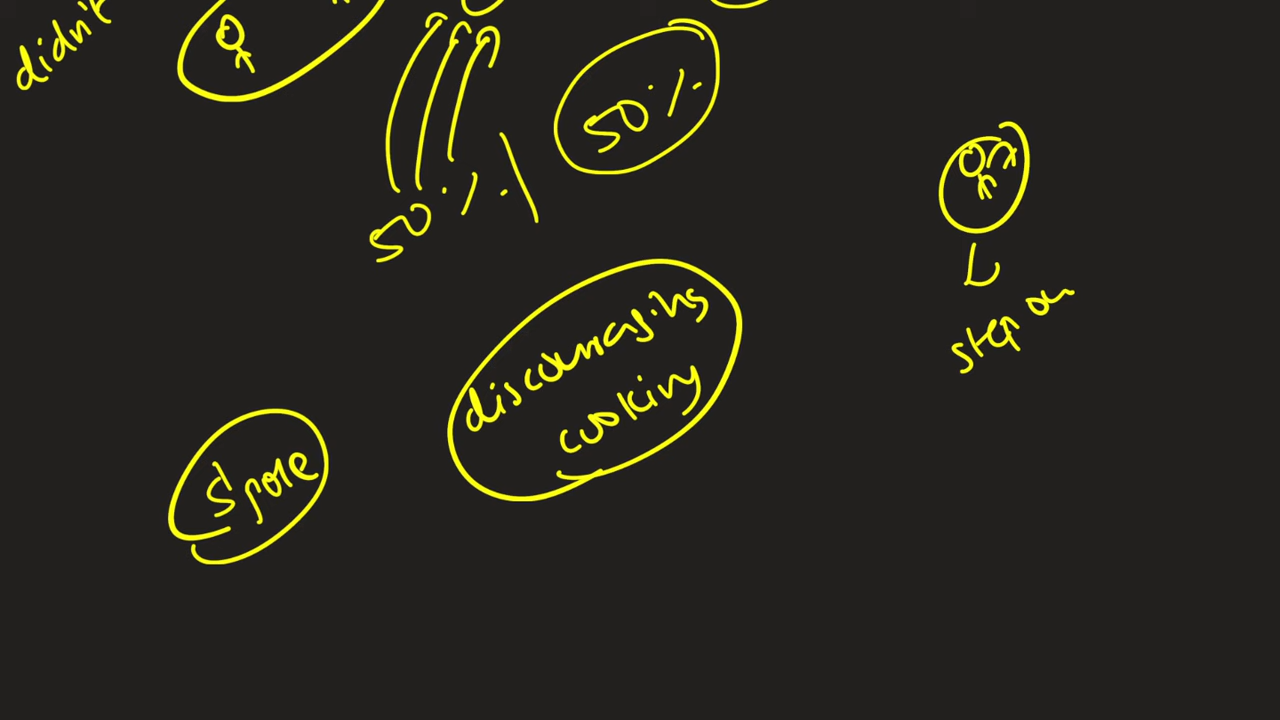 didn't
50%
50%
step on
discouraging
cooking
S'pore